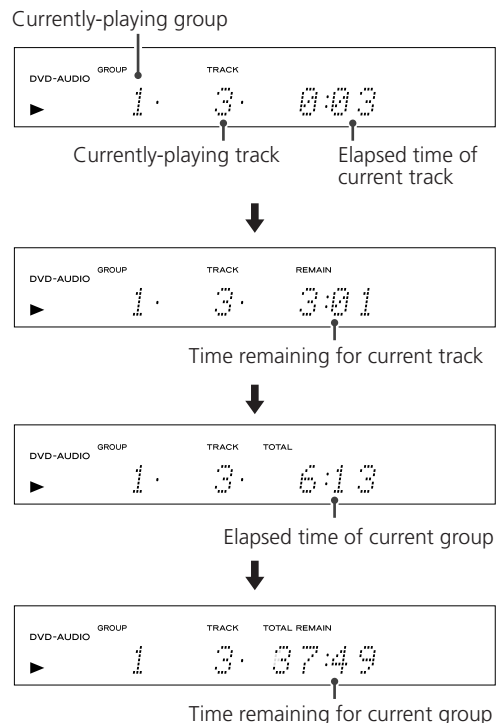 Currently-playing group
DVD-AUDIO GROUP TRACK
1· 3· 0:03
Currently-playing track
Elapsed time of
current track
DVD-AUDIO GROUP TRACK REMAIN
1· 3· 3:01
Time remaining for current track
DVD-AUDIO GROUP TRACK TOTAL
1· 3· 6:13
Elapsed time of current group
DVD-AUDIO GROUP TRACK TOTAL REMAIN
1 3·
Time remaining for current group